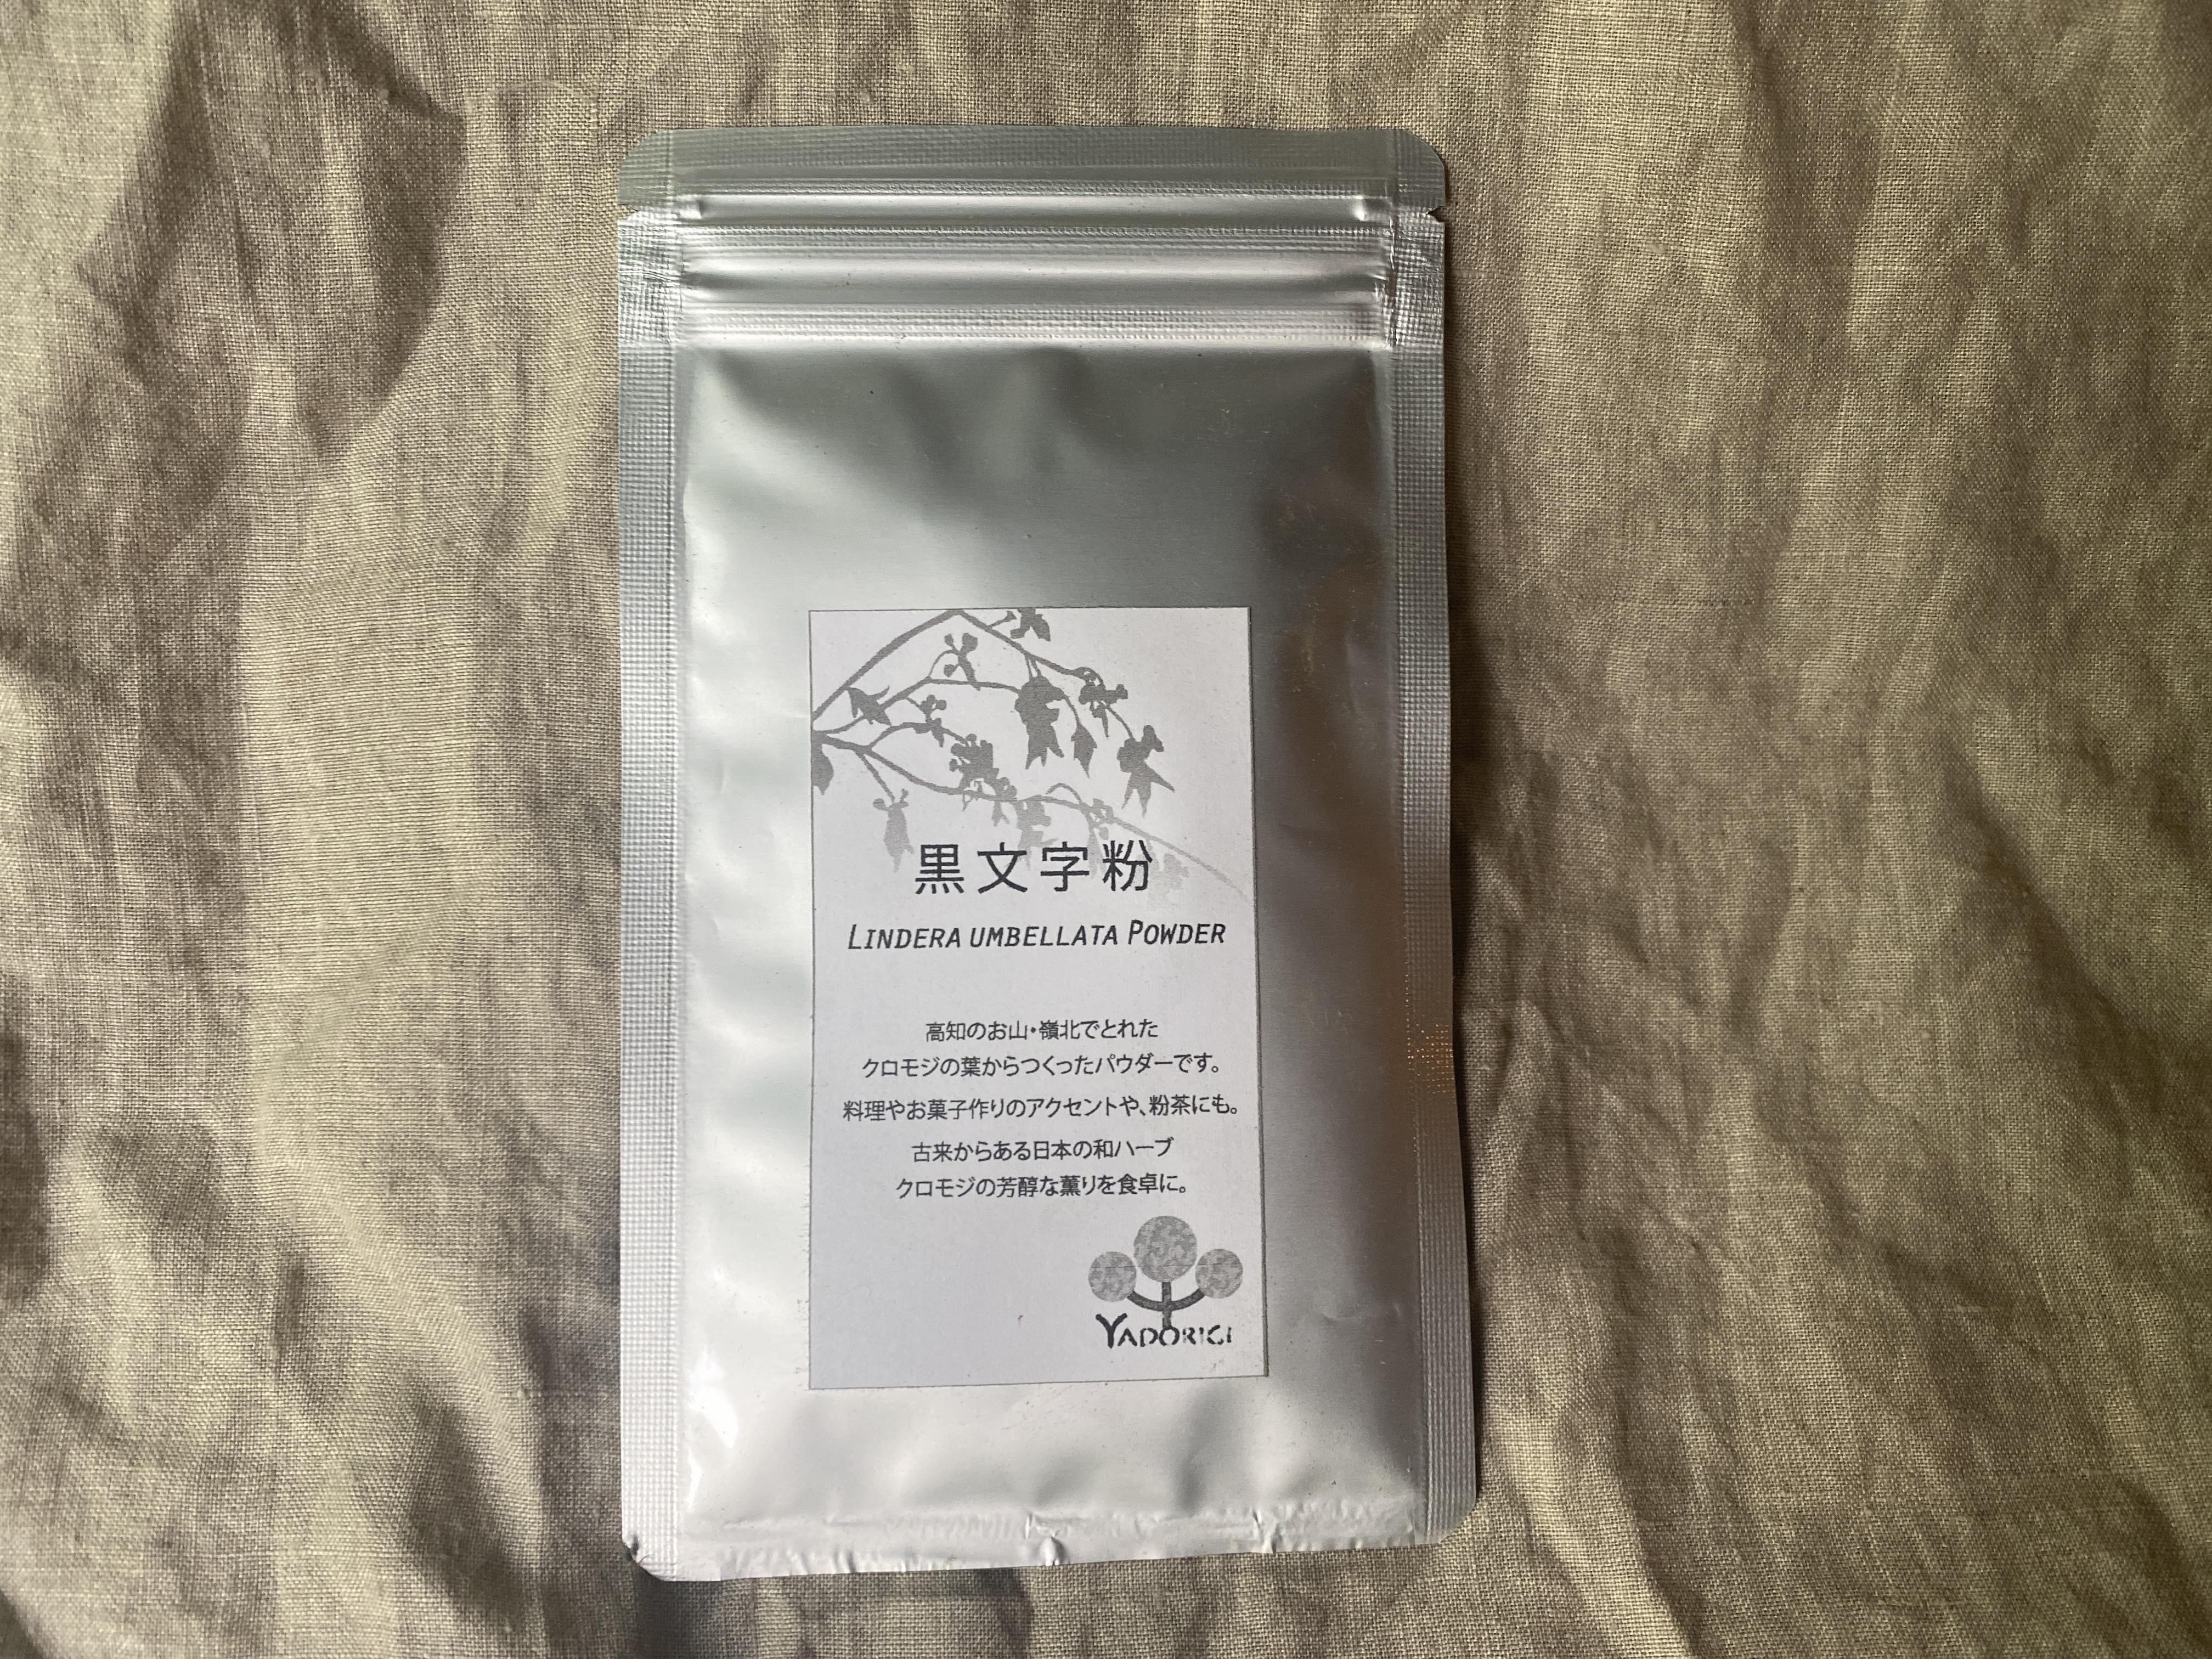 黒文字粉
LINDERA UMBELLATA POWDER
高知のお山・嶺北でとれた
クロモジの葉からつくったパウダーです。
料理やお菓子作りのアクセントや、粉茶にも。
古来からある日本の和ハーブ
クロモジの芳醇な薫りを食卓に。
YADORIGI